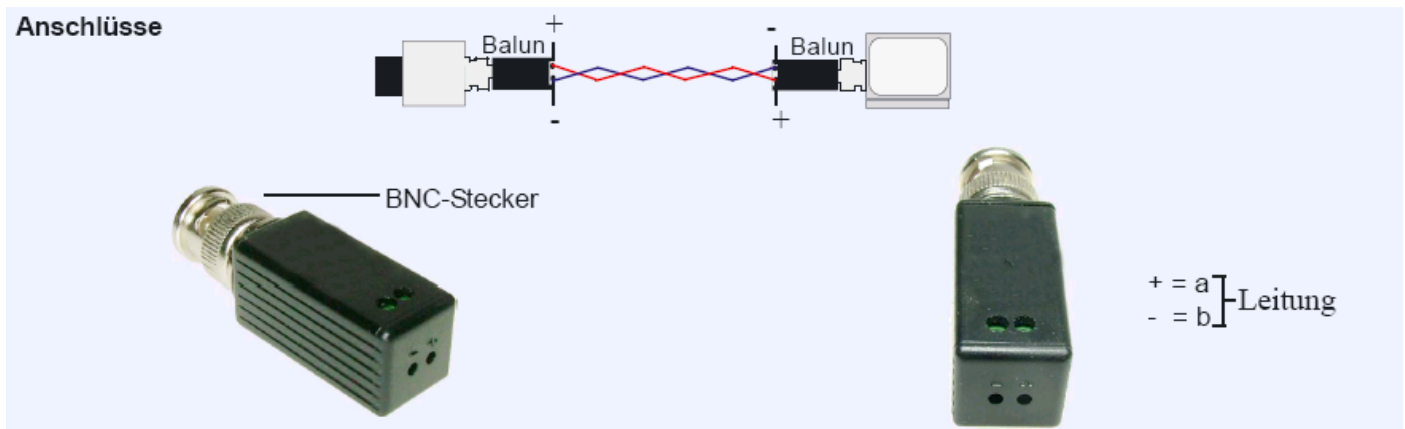 Anschlüsse
+
-
Balun
Balun
-
+
BNC-Stecker
+ = a
Leitung
- = b
- +
- +